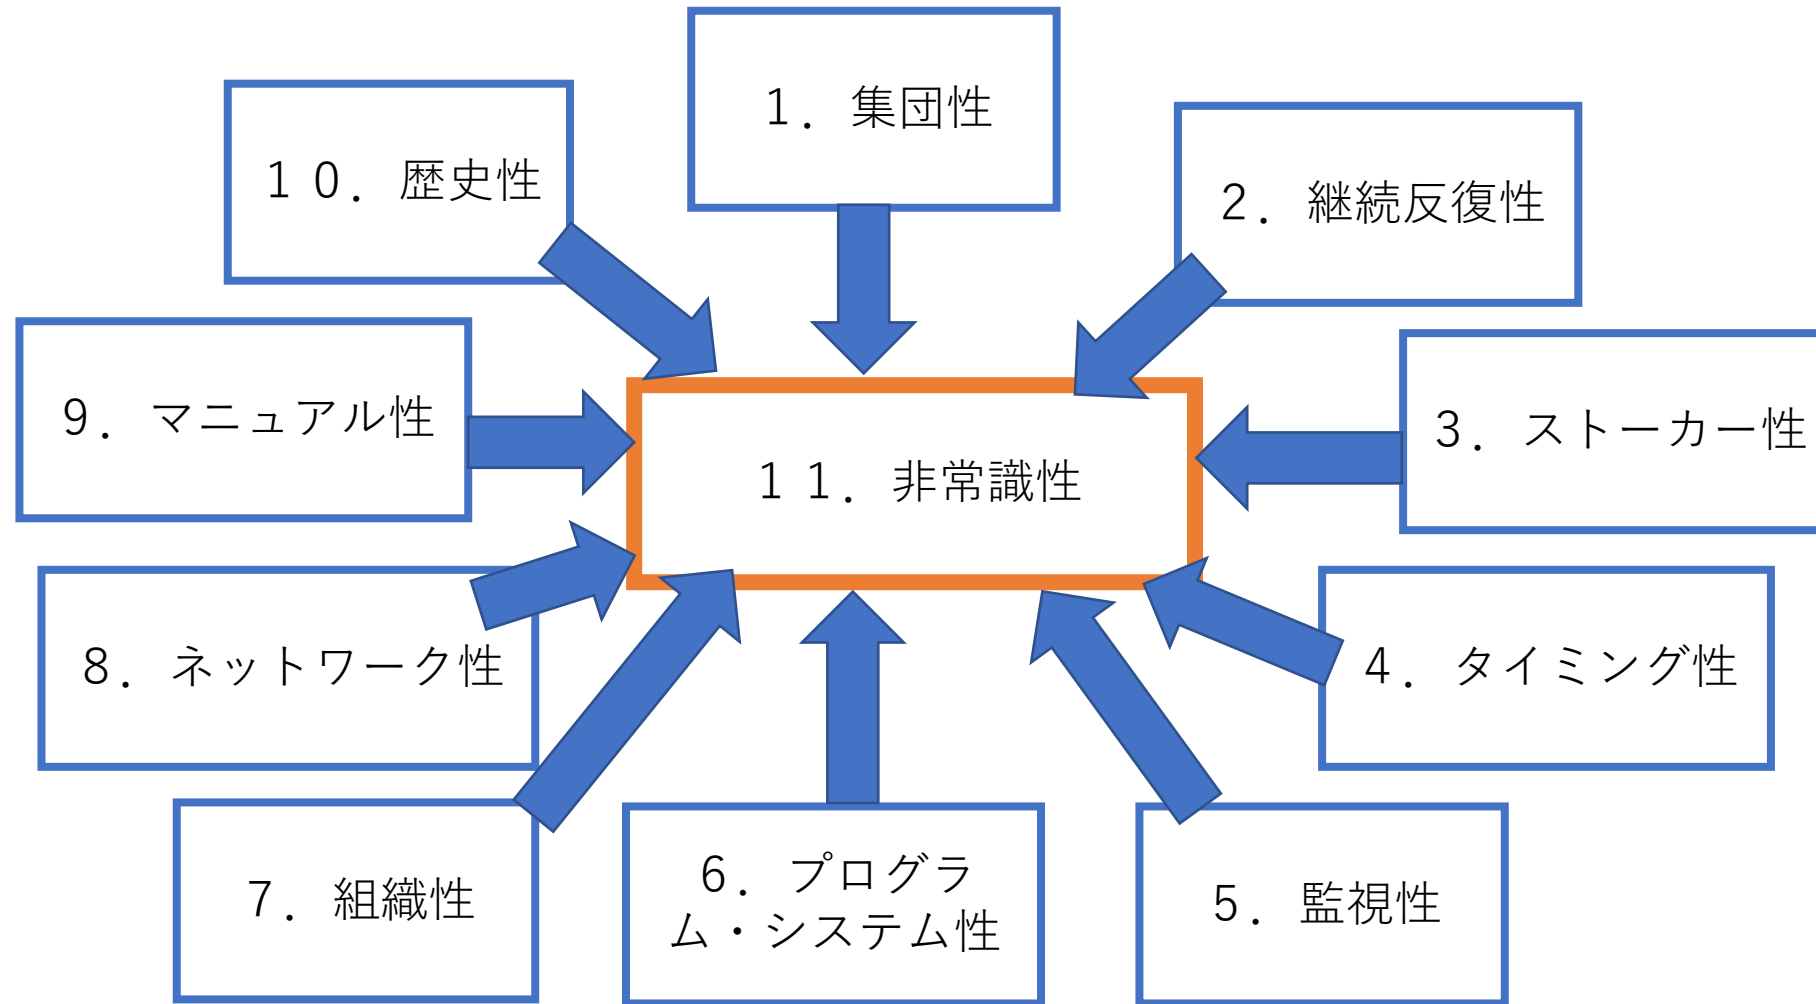 １．集団性
２．継続反復性
３．ストーカー性
４．タイミング性
５．監視性
６．プログラ
ム・システム性
７．組織性
８．ネットワーク性
９．マニュアル性
１０．歴史性
１１．非常識性